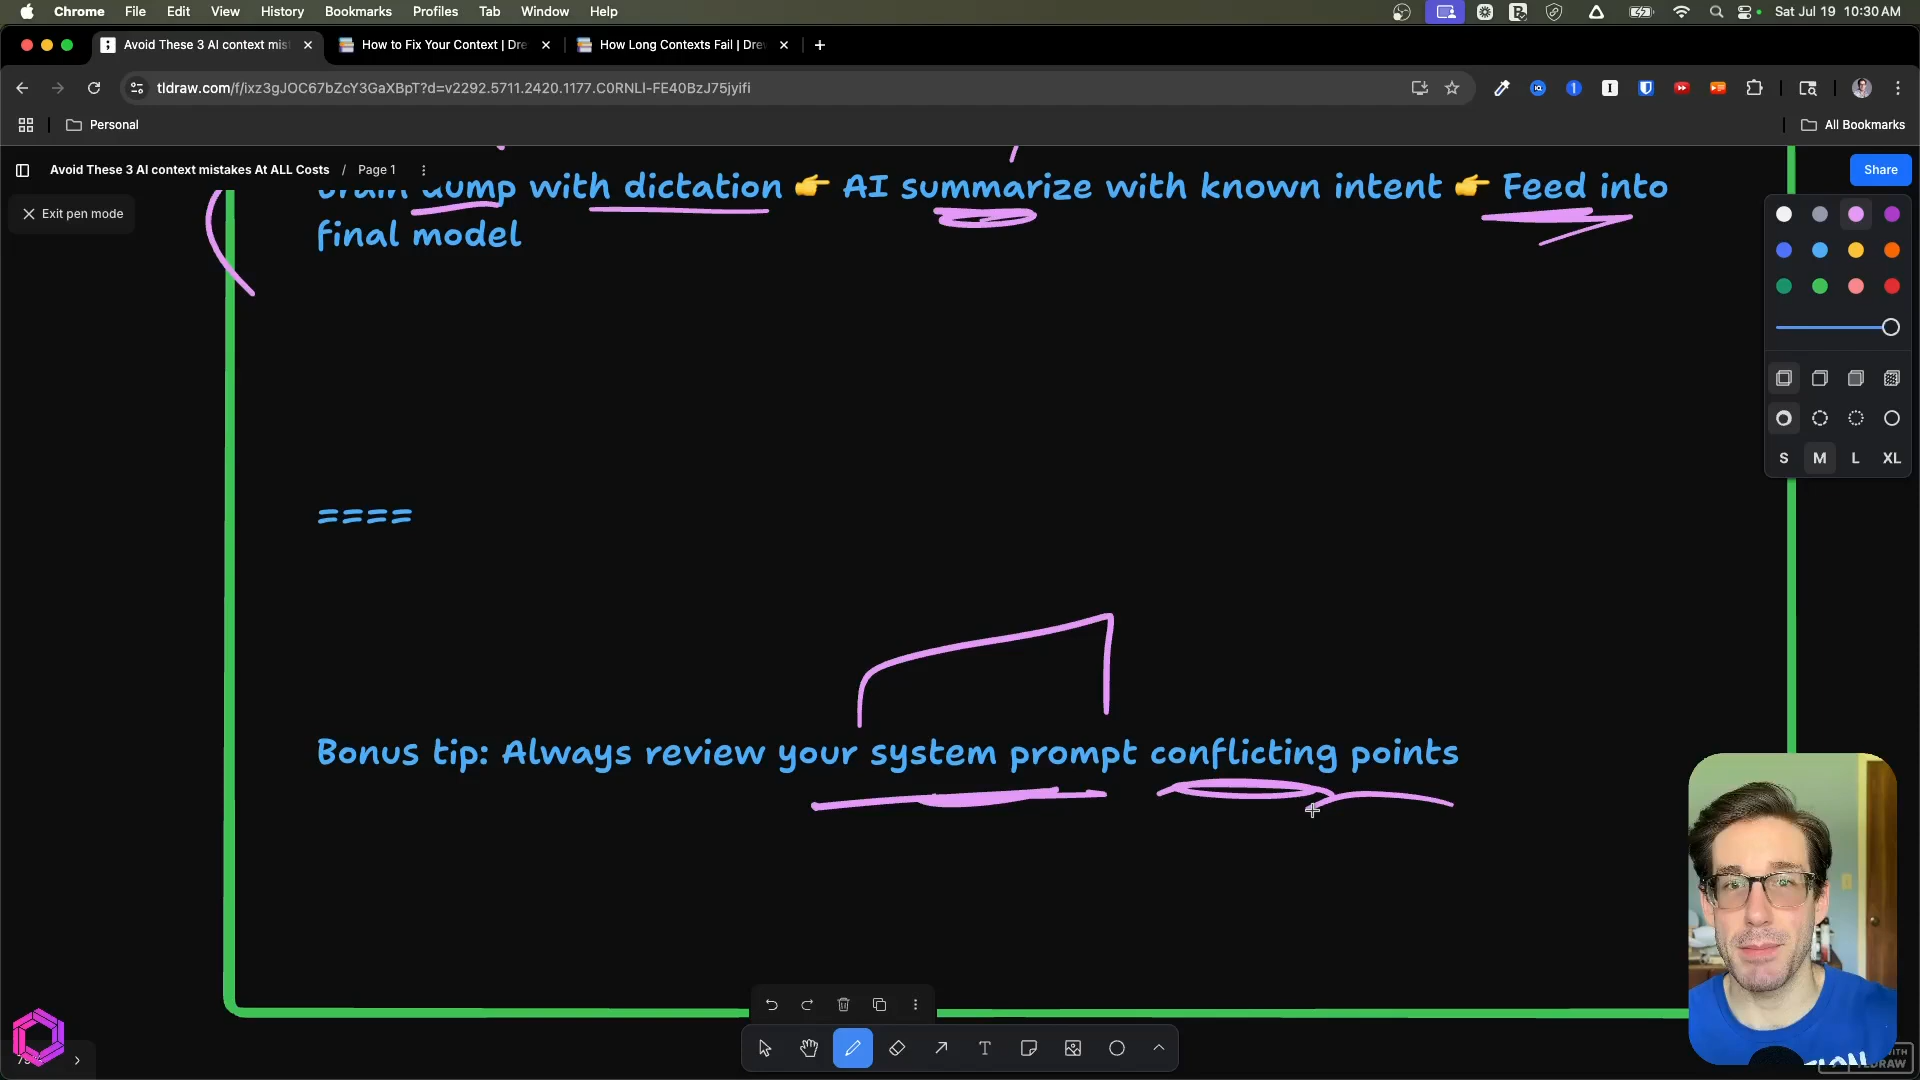 Chrome File Edit View History Bookmarks Profiles Tab Window Help Sat Jul 19 10:30 AM
Avoid These 3 AI context mis How to Fix Your Context | Dre How Long Contexts Fail | Drew
tldraw.com/f/ixz3gJOC67bZcY3GaXBpT?d=v2292.5711.2420.1177.C0RNLI-FE40BzJ75jyifi
Personal All Bookmarks
Avoid These 3 AI context mistakes At ALL Costs / Page 1 Share
Exit pen mode
Brain dump with dictation 👉 AI summarize with known intent 👉 Feed into
final model
S M L XL
====
Bonus tip: Always review your system prompt conflicting points